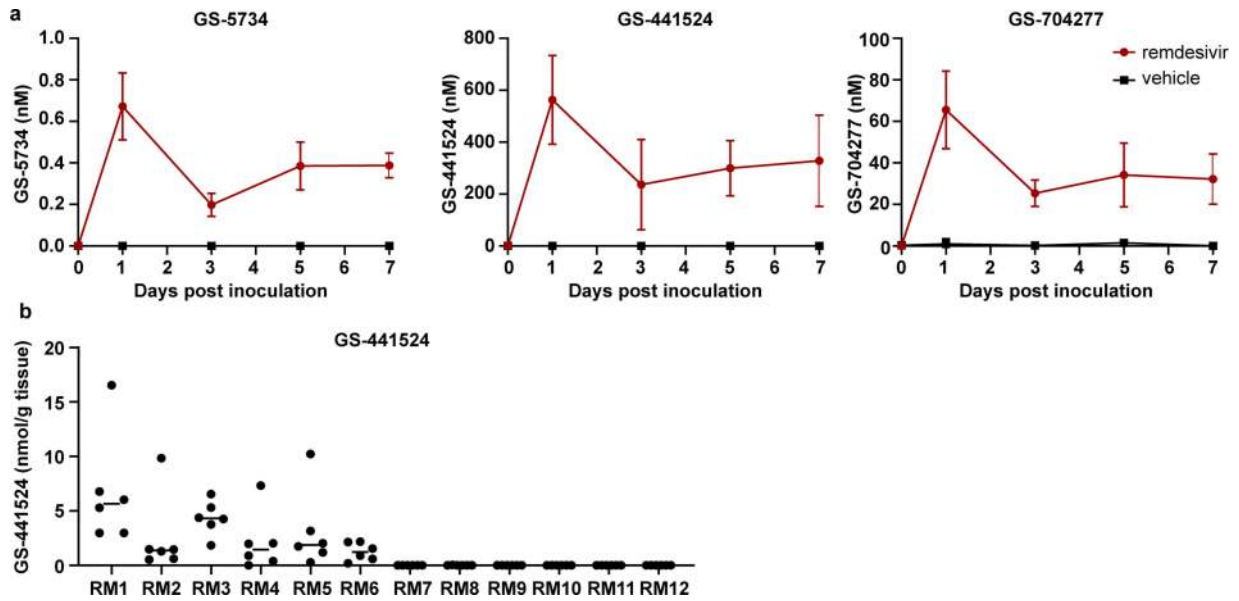 a
GS-5734
GS-5734 (nM)
1.0
0.8
0.6
0.4
0.2
0.0
0 1 2 3 4 5 6 7
Days post inoculation
GS-441524
GS-441524 (nM)
800
600
400
200
0
0 1 2 3 4 5 6 7
Days post inoculation
GS-704277
GS-704277 (nM)
100
80
60
40
20
0
0 1 2 3 4 5 6 7
Days post inoculation
remdesivir
vehicle
b
GS-441524
GS-441524 (nmol/g tissue)
20
15
10
5
0
RM1 RM2 RM3 RM4 RM5 RM6 RM7 RM8 RM9 RM10 RM11 RM12